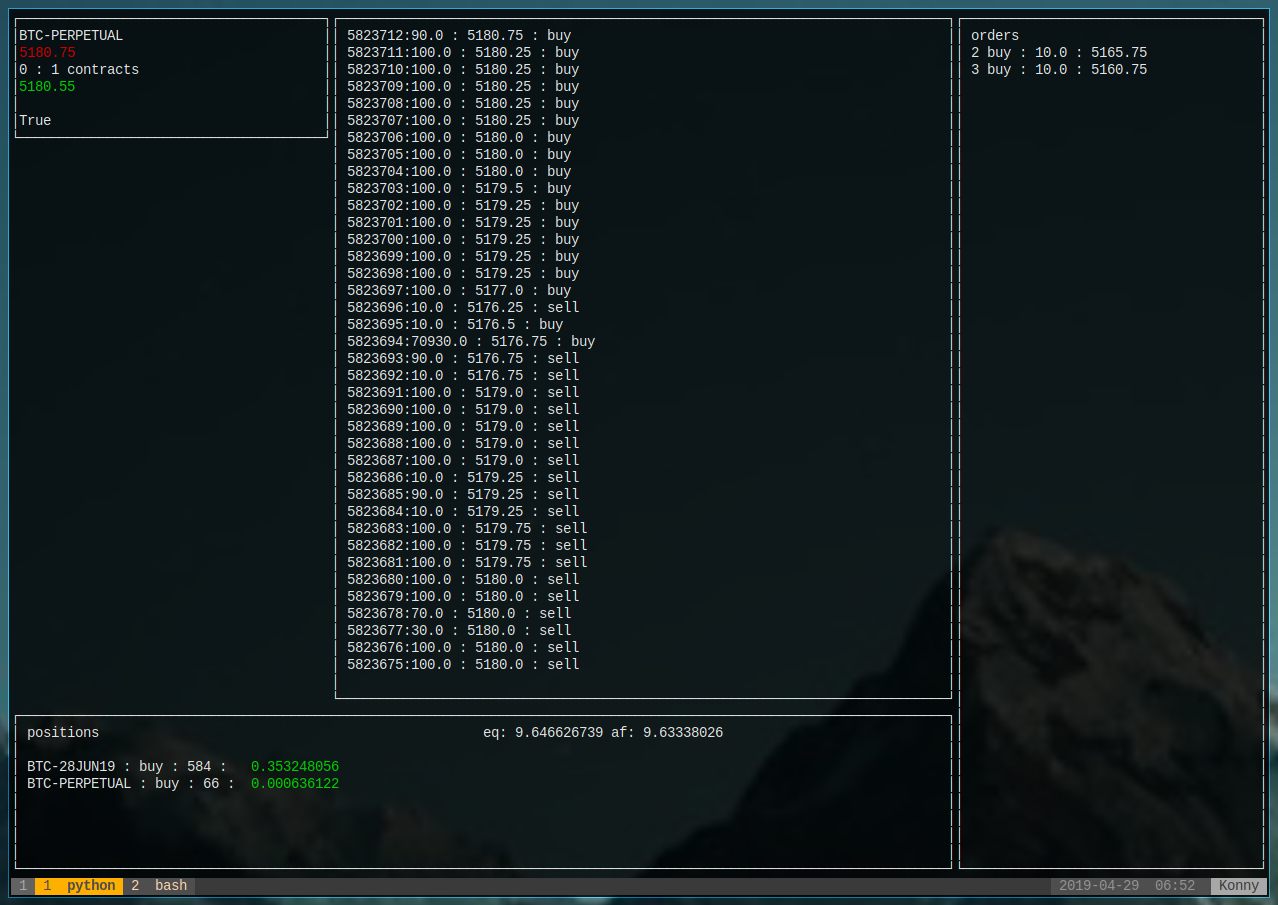 BTC-PERPETUAL
5180.75
0 : 1 contracts
5180.55
True
5823712:90.0 : 5180.75 : buy
5823711:100.0 : 5180.25 : buy
5823710:100.0 : 5180.25 : buy
5823709:100.0 : 5180.25 : buy
5823708:100.0 : 5180.25 : buy
5823707:100.0 : 5180.25 : buy
5823706:100.0 : 5180.0 : buy
5823705:100.0 : 5180.0 : buy
5823704:100.0 : 5180.0 : buy
5823703:100.0 : 5179.5 : buy
5823702:100.0 : 5179.25 : buy
5823701:100.0 : 5179.25 : buy
5823700:100.0 : 5179.25 : buy
5823699:100.0 : 5179.25 : buy
5823698:100.0 : 5179.25 : buy
5823697:100.0 : 5177.0 : buy
5823696:10.0 : 5176.25 : sell
5823695:10.0 : 5176.5 : buy
5823694:70930.0 : 5176.75 : buy
5823693:90.0 : 5176.75 : sell
5823692:10.0 : 5176.75 : sell
5823691:100.0 : 5179.0 : sell
5823690:100.0 : 5179.0 : sell
5823689:100.0 : 5179.0 : sell
5823688:100.0 : 5179.0 : sell
5823687:100.0 : 5179.0 : sell
5823686:10.0 : 5179.25 : sell
5823685:90.0 : 5179.25 : sell
5823684:10.0 : 5179.25 : sell
5823683:100.0 : 5179.75 : sell
5823682:100.0 : 5179.75 : sell
5823681:100.0 : 5179.75 : sell
5823680:100.0 : 5180.0 : sell
5823679:100.0 : 5180.0 : sell
5823678:70.0 : 5180.0 : sell
5823677:30.0 : 5180.0 : sell
5823676:100.0 : 5180.0 : sell
5823675:100.0 : 5180.0 : sell
orders
2 buy : 10.0 : 5165.75
3 buy : 10.0 : 5160.75
positions eq: 9.646626739 af: 9.63338026
BTC-28JUN19 : buy : 584 : 0.353248056
BTC-PERPETUAL : buy : 66 : 0.000636122
1 1 python 2 bash 2019-04-29 06:52 Konny